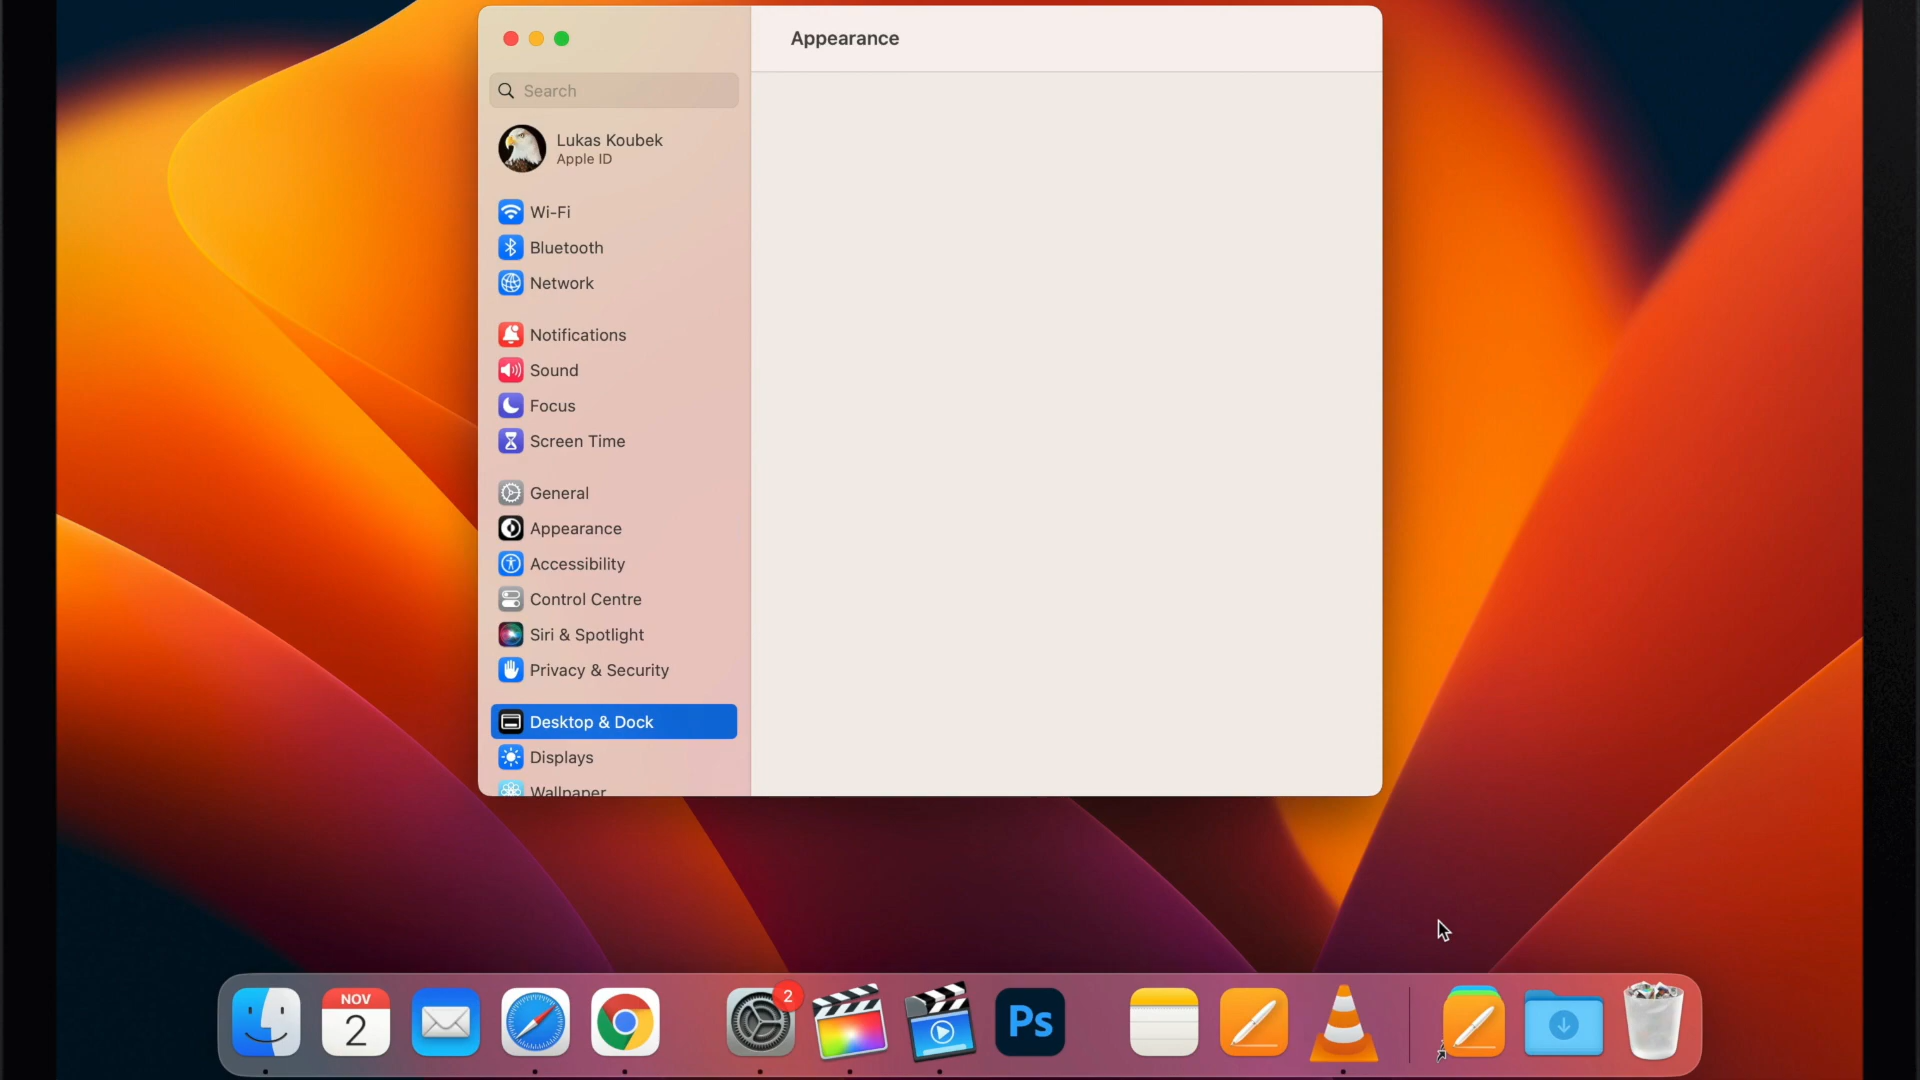 Appearance
Search
Lukas Koubek
Apple ID
Wi-Fi
Bluetooth
Network
Notifications
Sound
Focus
Screen Time
General
Appearance
Accessibility
Control Centre
Siri & Spotlight
Privacy & Security
Desktop & Dock
Displays
Wallpaper
NOV
2
2
Ps